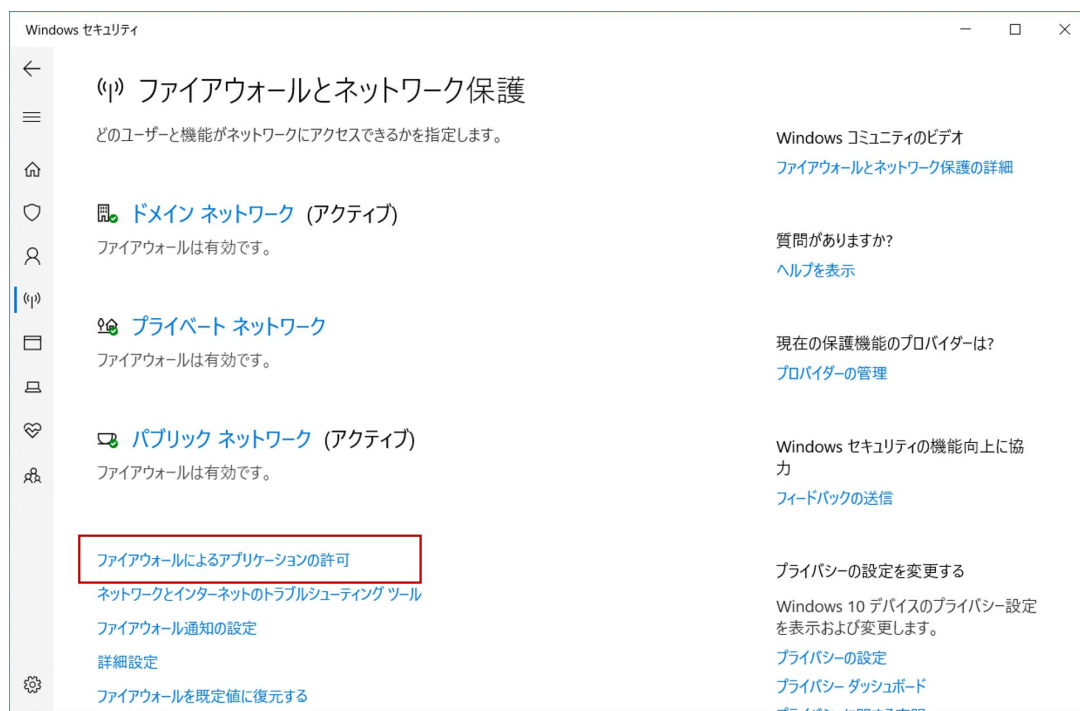 Windows セキュリティ
ファイアウォールとネットワーク保護
どのユーザーと機能がネットワークにアクセスできるかを指定します。
ドメイン ネットワーク (アクティブ)
ファイアウォールは有効です。
プライベート ネットワーク
ファイアウォールは有効です。
パブリック ネットワーク (アクティブ)
ファイアウォールは有効です。
ファイアウォールによるアプリケーションの許可
ネットワークとインターネットのトラブルシューティング ツール
ファイアウォール通知の設定
詳細設定
ファイアウォールを既定値に復元する
Windows コミュニティのビデオ
ファイアウォールとネットワーク保護の詳細
質問がありますか?
ヘルプを表示
現在の保護機能のプロバイダーは?
プロバイダーの管理
Windows セキュリティの機能向上に協
力
フィードバックの送信
プライバシーの設定を変更する
Windows 10 デバイスのプライバシー設定
を表示および変更します。
プライバシーの設定
プライバシー ダッシュボード